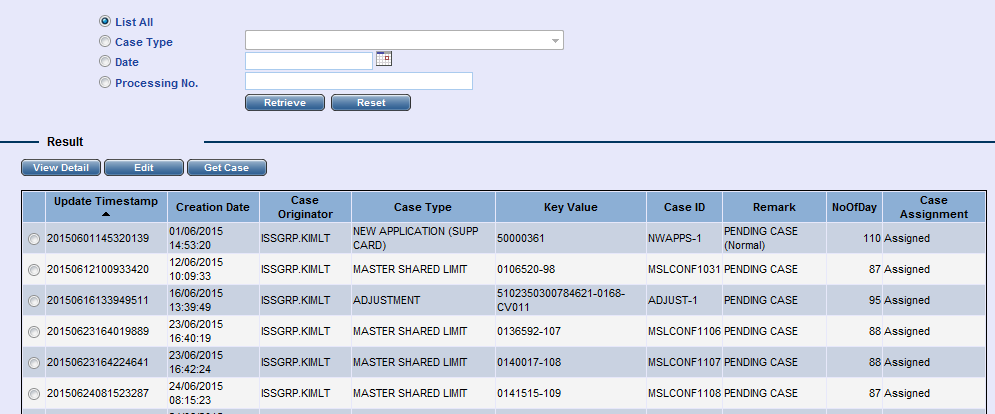 List All
Case Type
Date
Processing No.
Retrieve Reset
Result
View Detail Edit Get Case
Update Timestamp Creation Date Case Originator Case Type Key Value Case ID Remark NoOfDay Case Assignment
20150601145320139 01/06/2015 14:53:20 ISSGRP.KIMLT NEW APPLICATION (SUPP CARD) 50000361 NWAPPS-1 PENDING CASE (Normal) 110 Assigned
20150612100933420 12/06/2015 10:09:33 ISSGRP.KIMLT MASTER SHARED LIMIT 0106520-98 MSLCONF1031 PENDING CASE 87 Assigned
20150616133949511 16/06/2015 13:39:49 ISSGRP.KIMLT ADJUSTMENT 5102350300784621-0168-CV011 ADJUST-1 PENDING CASE 95 Assigned
20150623164019889 23/06/2015 16:40:19 ISSGRP.KIMLT MASTER SHARED LIMIT 0136592-107 MSLCONF1106 PENDING CASE 88 Assigned
20150623164224641 23/06/2015 16:42:24 ISSGRP.KIMLT MASTER SHARED LIMIT 0140017-108 MSLCONF1107 PENDING CASE 88 Assigned
20150624081523287 24/06/2015 08:15:23 ISSGRP.KIMLT MASTER SHARED LIMIT 0141515-109 MSLCONF1108 PENDING CASE 87 Assigned